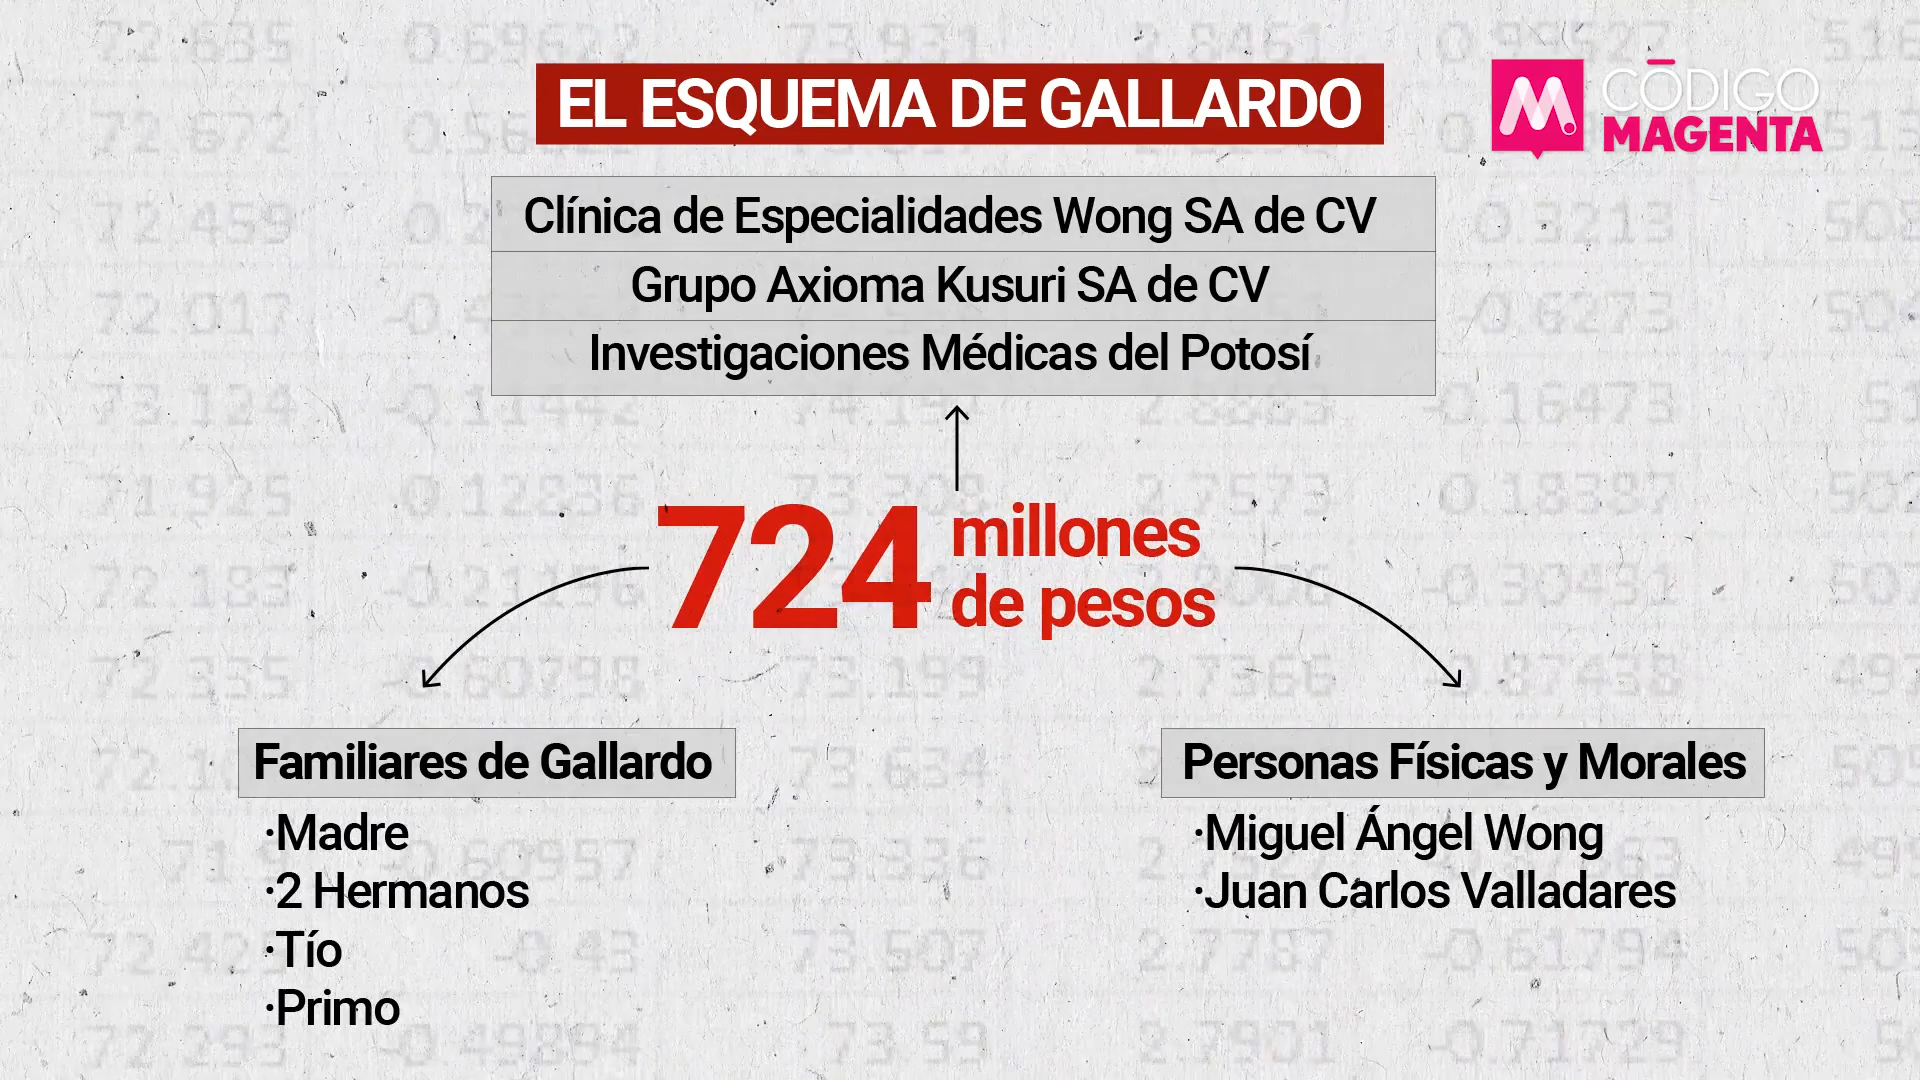 EL ESQUEMA DE GALLARDO
CÓDIGO
MAGENTA
Clínica de Especialidades Wong SA de CV
Grupo Axioma Kusuri SA de CV
Investigaciones Médicas del Potosí
724 millones
de pesos
Familiares de Gallardo
·Madre
·2 Hermanos
·Tío
·Primo
Personas Físicas y Morales
·Miguel Ángel Wong
·Juan Carlos Valladares